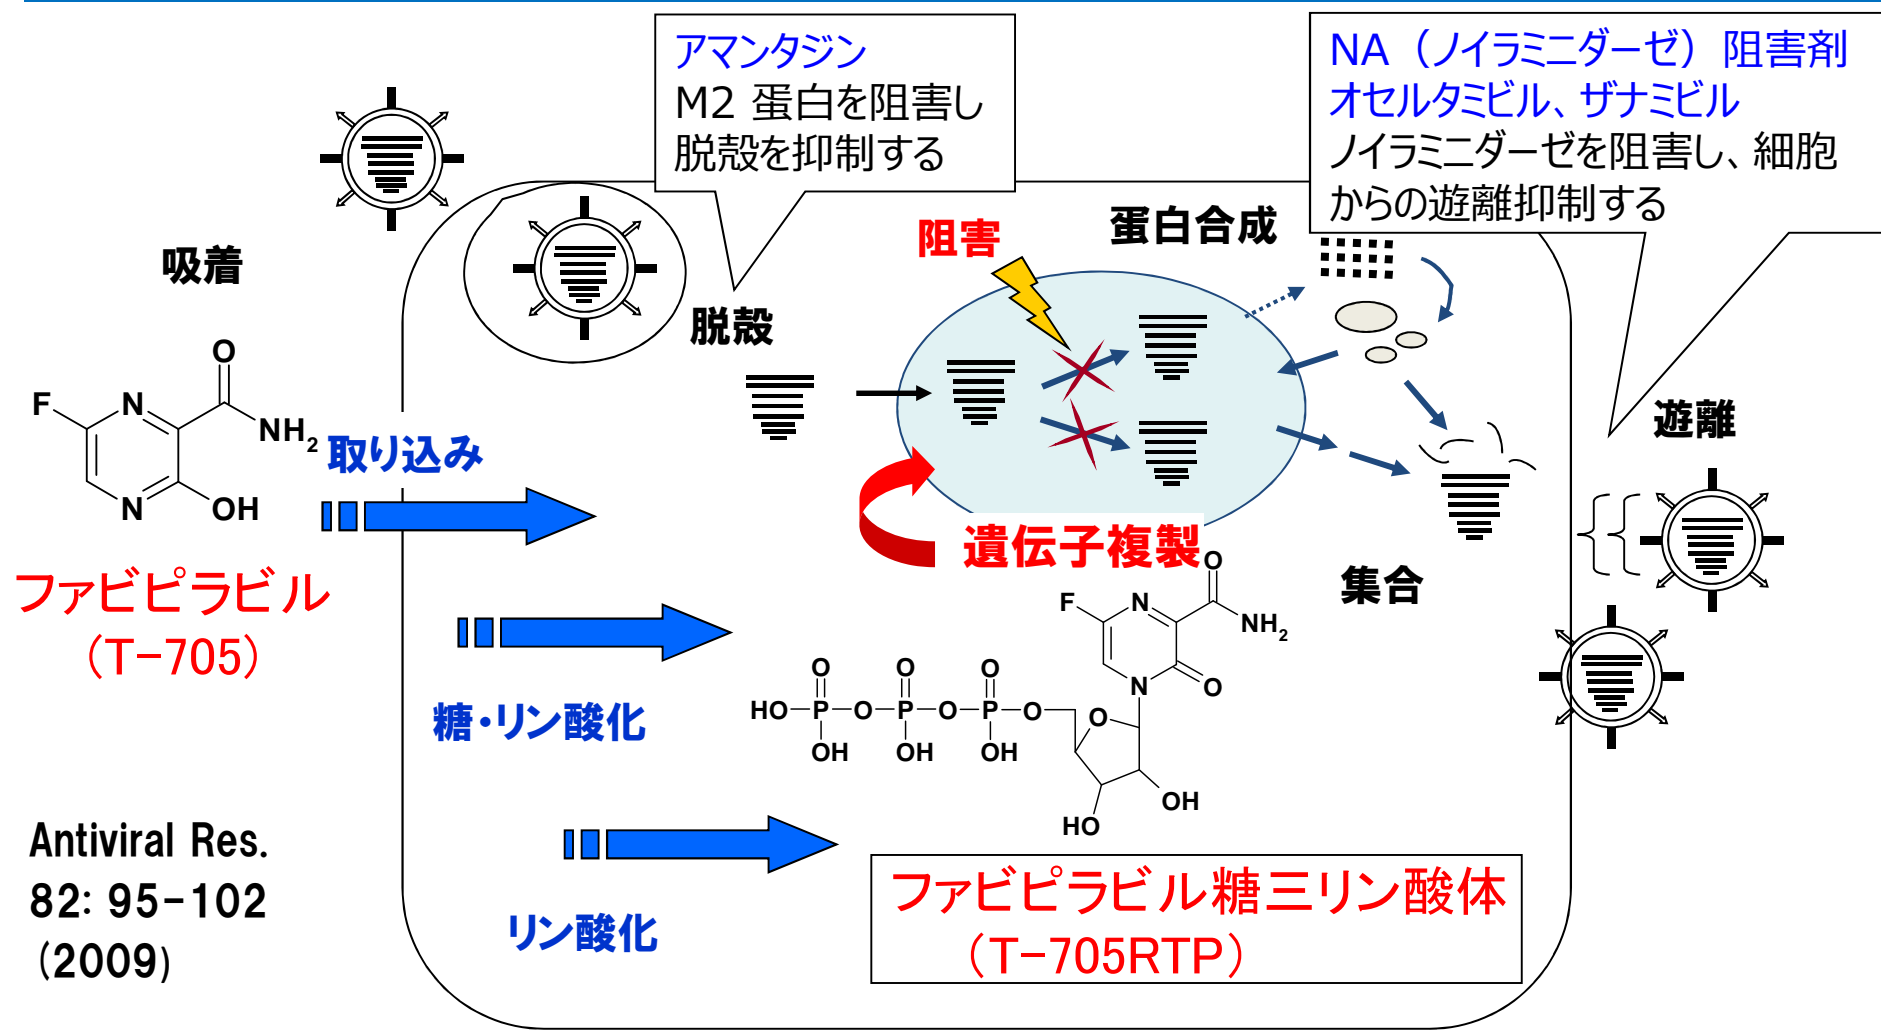 アマンタジン
M2 蛋白を阻害し
脱殻を抑制する
NA（ノイラミニダーゼ）阻害剤
オセルタミビル、ザナミビル
ノイラミニダーゼを阻害し、細胞
からの遊離抑制する
吸着
脱殻
阻害
蛋白合成
遊離
O
F
N
NH2
N
OH
取り込み
ファビピラビル
（T-705）
遺伝子複製
集合
糖・リン酸化
O
F
N
NH2
N
O
O
O
O
HO
P
O
P
O
P
O
O
OH
OH
OH
OH
HO
リン酸化
ファビピラビル糖三リン酸体
（T-705RTP）
Antiviral Res.
82: 95-102
(2009)